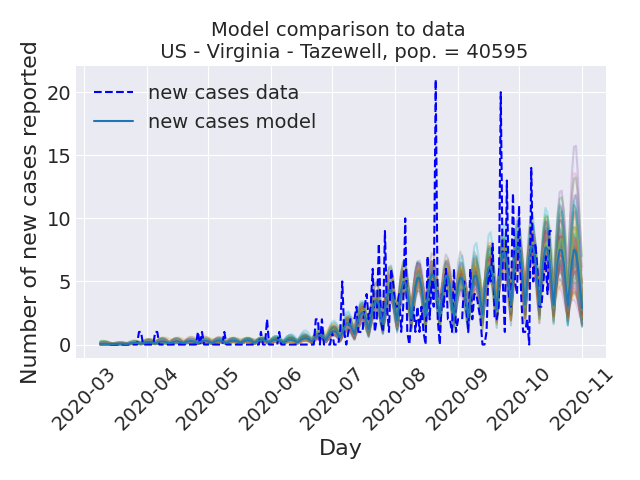 Model comparison to data
US - Virginia - Tazewell, pop. = 40595
Number of new cases reported
20
15
10
5
0
new cases data
new cases model
2020-03
2020-04
2020-05
2020-06
2020-07
2020-08
2020-09
2020-10
2020-11
Day